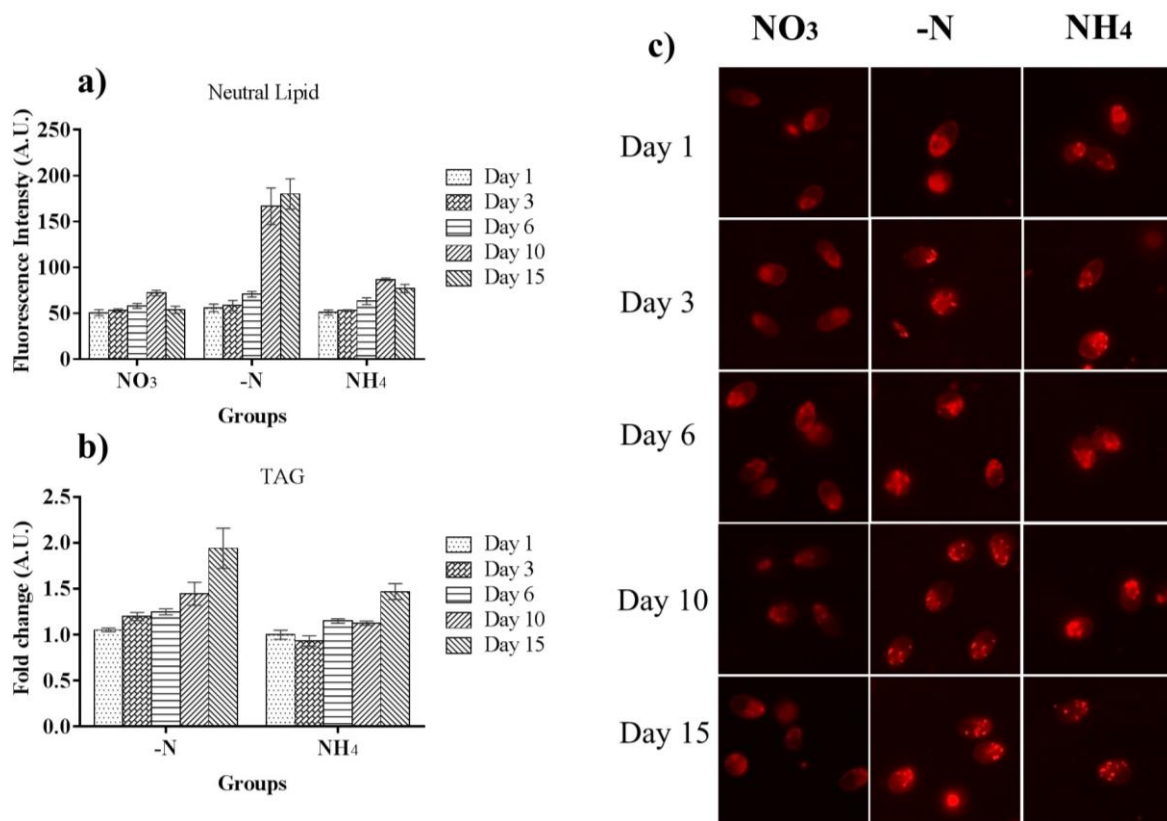 a)
Neutral Lipid
Fluorescence Intensty (A.U.)
250
200
150
100
50
0
NO3
-N
NH4
Groups
Day 1
Day 3
Day 6
Day 10
Day 15
b)
TAG
Fold change (A.U.)
2.5
2.0
1.5
1.0
0.5
0.0
-N
NH4
Groups
Day 1
Day 3
Day 6
Day 10
Day 15
c)
NO3 -N NH4
Day 1
Day 3
Day 6
Day 10
Day 15